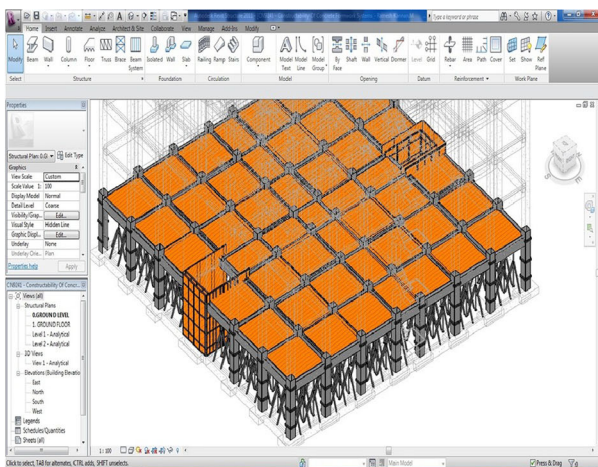 Type a keyword or phrase
Home Insert Annotate Analyze Architect & Site Collaborate View Manage Add-Ins Modify
Modify Beam Wall Column Floor Truss Brace Beam System Isolated Wall Slab Railing Ramp Stairs Component Model Text Model Line Model Group By Face Shaft Wall Vertical Dormer Level Grid Rebar Area Path Cover Set Show Ref Plane
Select Structure Foundation Circulation Model Opening Datum Reinforcement Work Plane
Properties
Structural Plan: 0.G Edit Type
Graphics
View Scale Custom
Scale Value 1: 100
Display Model Normal
Detail Level Coarse
Visibility/Grap... Edit...
Visual Style Hidden Line
Graphic Displ... Edit...
Underlay None
Underlay Orie... Plan
Properties help Apply
Views (all)
Structural Plans
0.GROUND LEVEL
1. GROUND FLOOR
Level 1 - Analytical
Level 2 - Analytical
3D Views
View 1 - Analytical
Elevations (Building Elevatio
East
North
South
West
Legends
Schedules/Quantities
Sheets (all)
1: 100
Click to select, TAB for alternates, CTRL adds, SHIFT unselects.
Main Model
Press & Drag